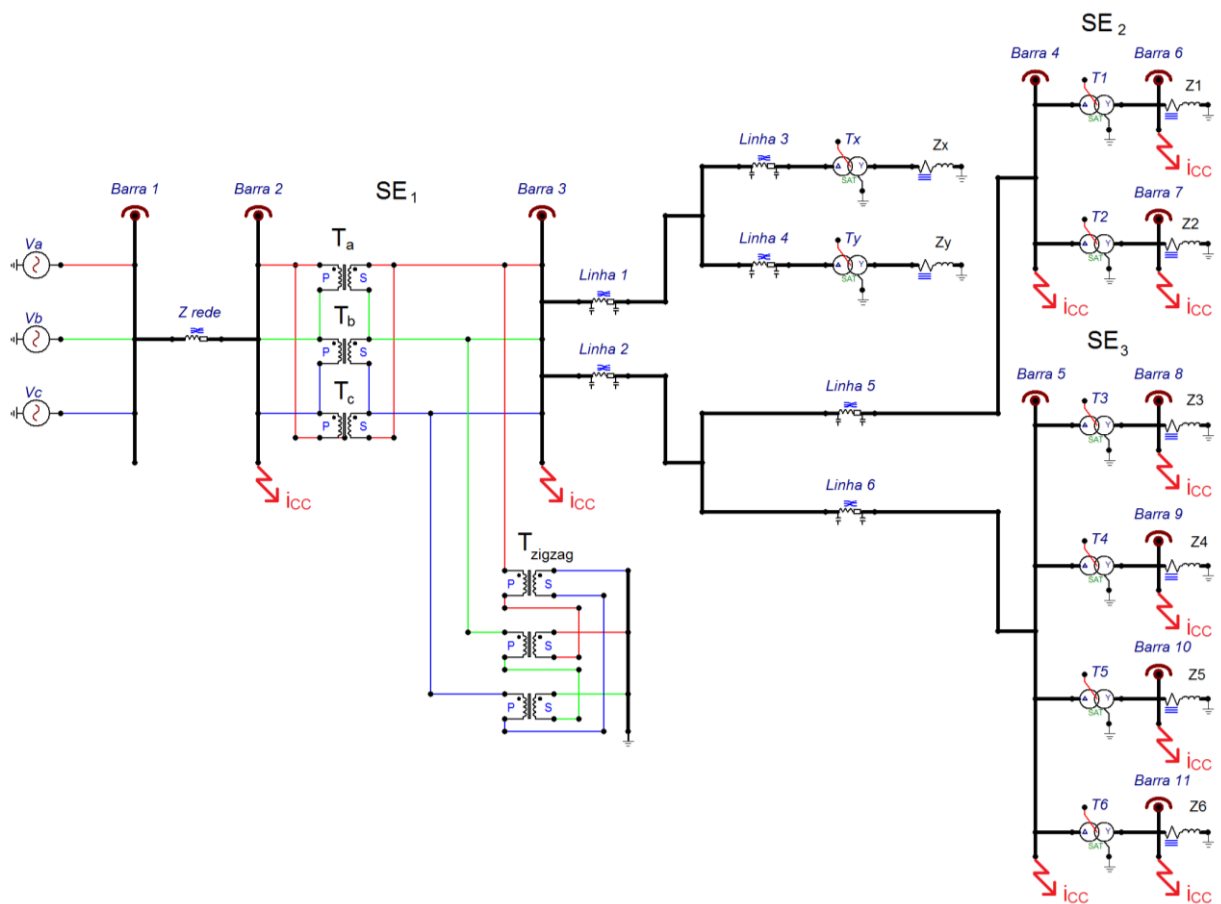 SE2
Barra 4
Barra 6
T1
Z1
SAT
Δ
Y
iCC
Linha 3
Tx
Zx
Δ
Y
SAT
Barra 1
Barra 2
SE1
Barra 3
Barra 7
T2
Z2
Δ
Y
SAT
iCC
iCC
Va
Ta
P
S
Linha 4
Ty
Zy
Δ
Y
SAT
Linha 1
Vb
Z rede
Tb
P
S
SE3
Linha 2
Barra 5
Barra 8
T3
Z3
Δ
Y
SAT
iCC
Vc
Tc
P
S
Linha 5
iCC
iCC
Linha 6
Barra 9
T4
Z4
Δ
Y
SAT
iCC
Tzigzag
P
S
P
S
P
S
Barra 10
T5
Z5
Δ
Y
SAT
iCC
Barra 11
T6
Z6
Δ
Y
SAT
iCC
iCC